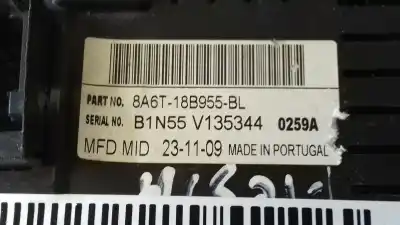 PART NO. 8A6T-18B955-BL
SERIAL NO. B1N55 V135344 0259A
MFD MID 23-11-09 MADE IN PORTUGAL